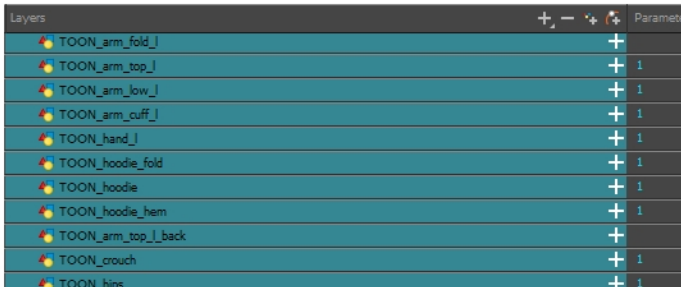 Layers Paramete
TOON_arm_fold_l
TOON_arm_top_l 1
TOON_arm_low_l 1
TOON_arm_cuff_l 1
TOON_hand_l 1
TOON_hoodie_fold 1
TOON_hoodie 1
TOON_hoodie_hem 1
TOON_arm_top_l_back
TOON_crouch 1
TOON_hips 1